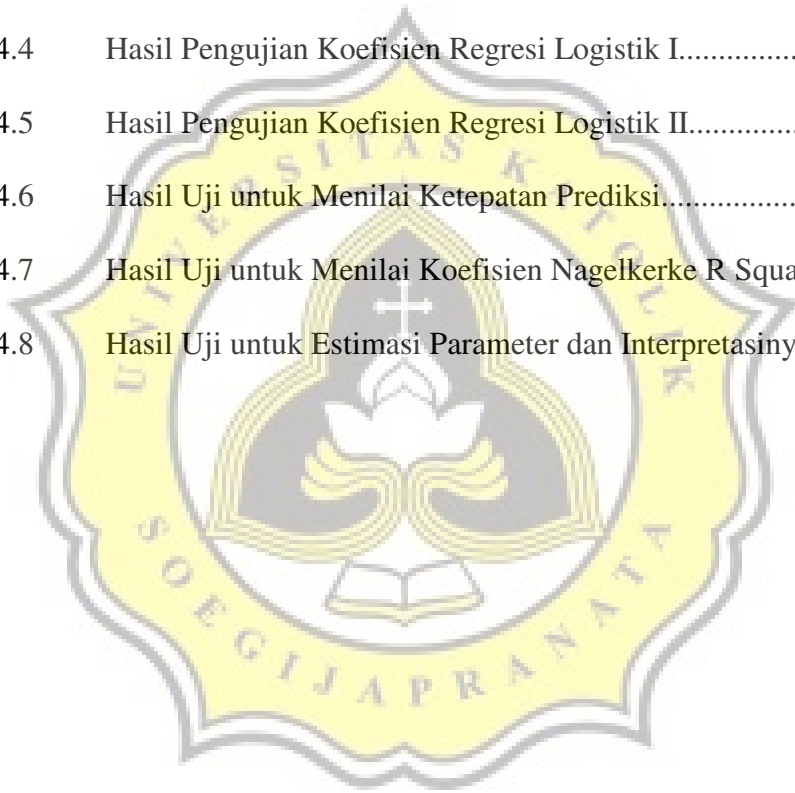 4.4 Hasil Pengujian Koefisien Regresi Logistik I..............
4.5 Hasil Pengujian Koefisien Regresi Logistik II.............
4.6 Hasil Uji untuk Menilai Ketepatan Prediksi.................
4.7 Hasil Uji untuk Menilai Koefisien Nagelkerke R Squa
4.8 Hasil Uji untuk Estimasi Parameter dan Interpretasiny
UNIVERSITAS KATOLIK
SOEGIJAPRANATA